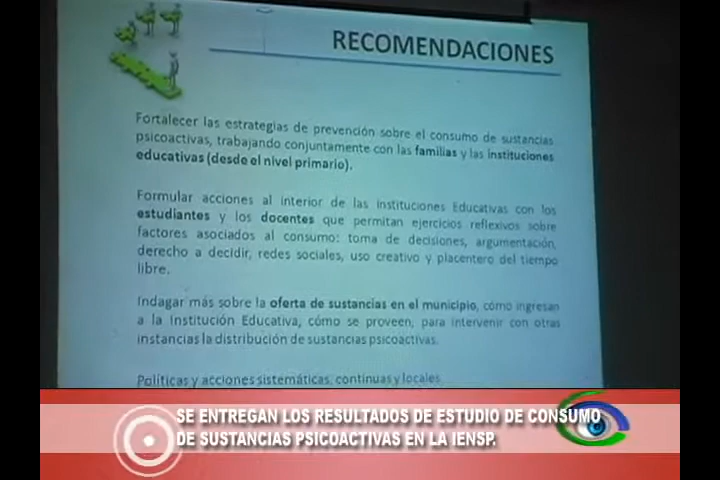 RECOMENDACIONES
Fortalecer las estrategias de prevención sobre el consumo de sustancias
psicoactivas, trabajando conjuntamente con las familias y las instituciones
educativas (desde el nivel primario).
Formular acciones al interior de las Instituciones Educativas con los
estudiantes y los docentes que permitan ejercicios reflexivos sobre
factores asociados al consumo: toma de decisiones, argumentación,
derecho a decidir, redes sociales, uso creativo y placentero del tiempo
libre.
Indagar más sobre la oferta de sustancias en el municipio, cómo ingresan
a la Institución Educativa, cómo se proveen, para intervenir con otras
instancias la distribución de sustancias psicoactivas.
Políticas y acciones sistemáticas, continuas y locales.
SE ENTREGAN LOS RESULTADOS DE ESTUDIO DE CONSUMO
DE SUSTANCIAS PSICOACTIVAS EN LA IENSP.